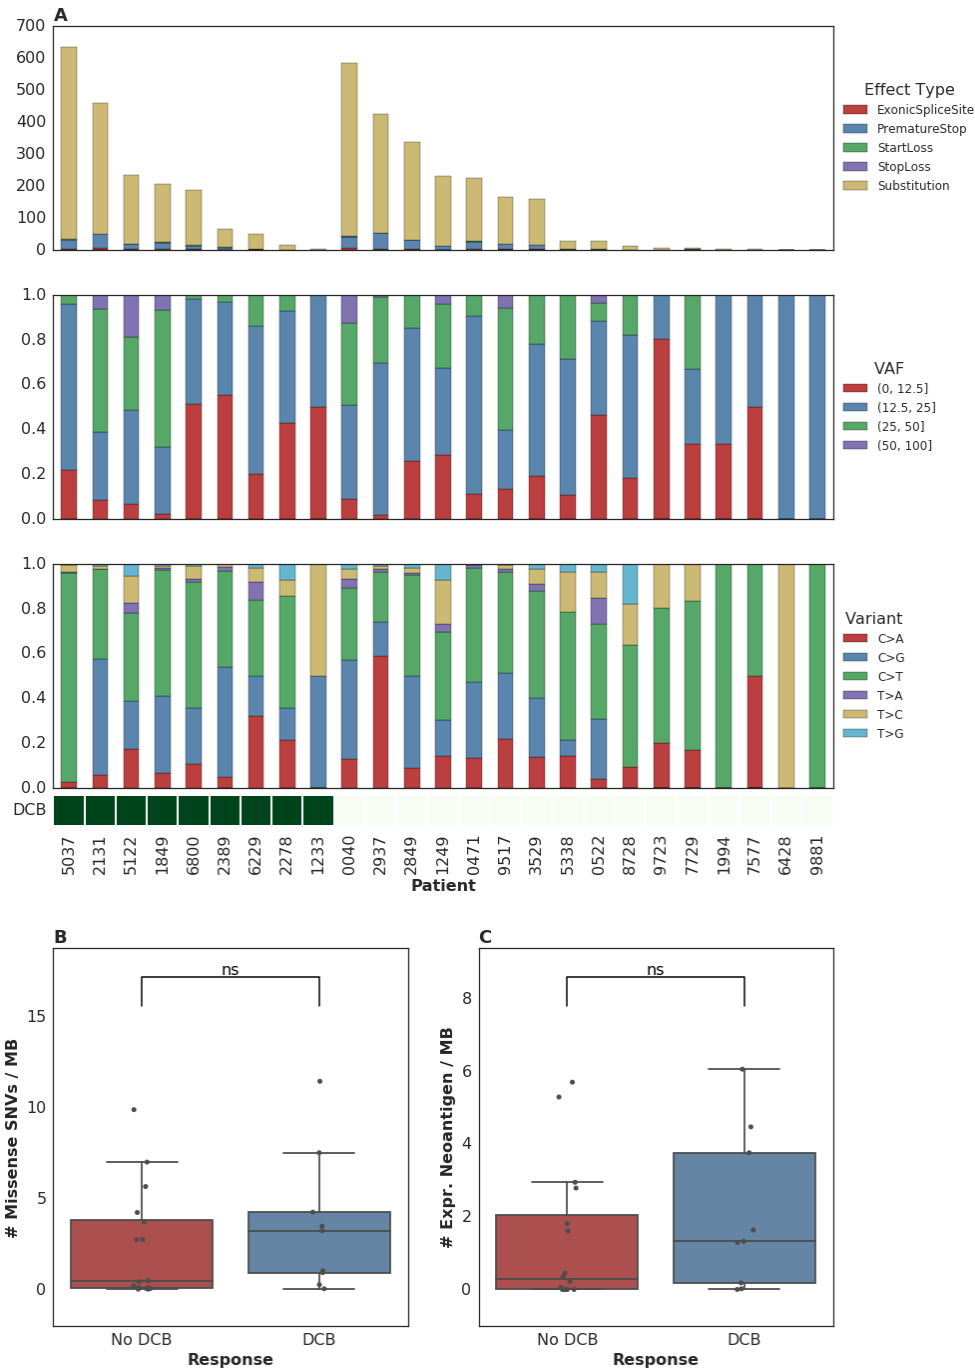 A
700
600
500
400
300
200
100
0
Effect Type
ExonicSpliceSite
PrematureStop
StartLoss
StopLoss
Substitution
1.0
0.8
0.6
0.4
0.2
0.0
VAF
(0, 12.5]
(12.5, 25]
(25, 50]
(50, 100]
1.0
0.8
0.6
0.4
0.2
0.0
Variant
C>A
C>G
C>T
T>A
T>C
T>G
DCB
5037 2131 5122 1849 6800 2389 6229 2278 1233 0040 2937 2849 1249 0471 9517 3529 5338 0522 8728 9723 7729 1994 7577 6428 9881
Patient
B
ns
15
10
5
0
# Missense SNVs / MB
No DCB DCB
Response
C
ns
8
6
4
2
0
# Expr. Neoantigen / MB
No DCB DCB
Response